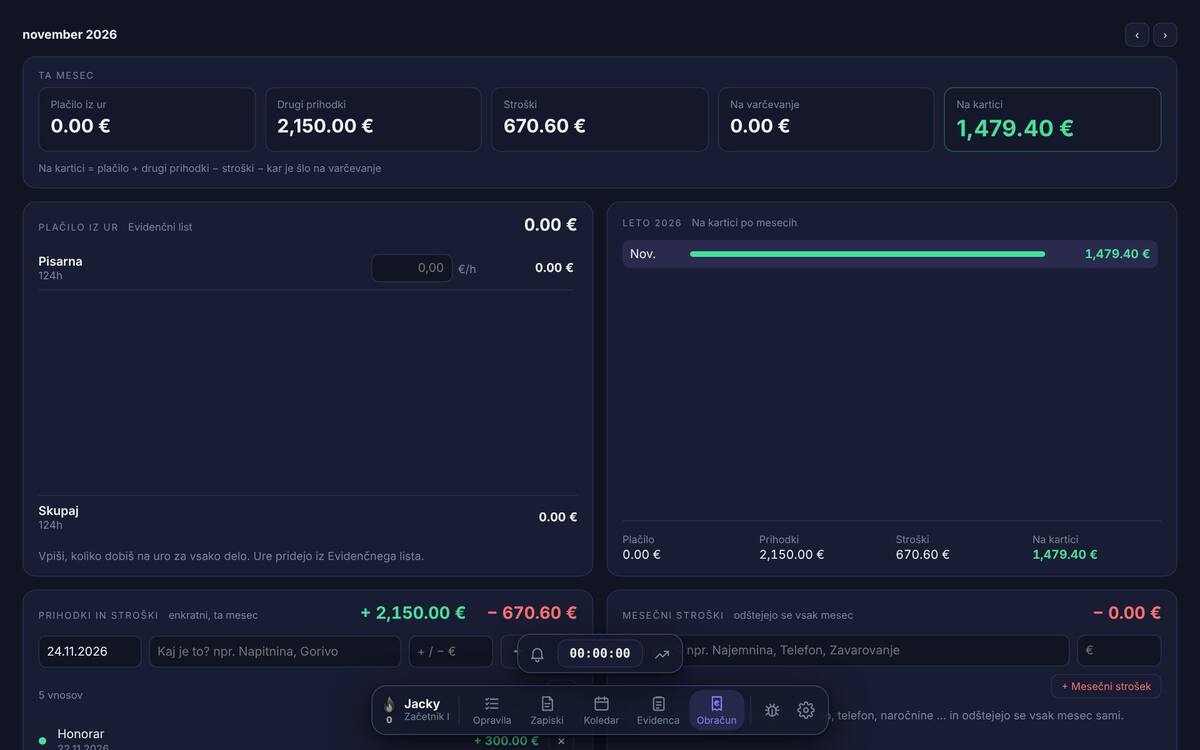 november 2026
‹ ›
TA MESEC
Plačilo iz ur
0.00 €
Drugi prihodki
2,150.00 €
Stroški
670.60 €
Na varčevanje
0.00 €
Na kartici
1,479.40 €
Na kartici = plačilo + drugi prihodki − stroški − kar je šlo na varčevanje
PLAČILO IZ UR Evidenčni list 0.00 €
Pisarna
124h
0,00 €/h 0.00 €
Skupaj
124h
0.00 €
Vpiši, koliko dobiš na uro za vsako delo. Ure pridejo iz Evidenčnega lista.
LETO 2026 Na kartici po mesecih
Nov. 1,479.40 €
Plačilo
0.00 €
Prihodki
2,150.00 €
Stroški
670.60 €
Na kartici
1,479.40 €
PRIHODKI IN STROŠKI enkratni, ta mesec + 2,150.00 € − 670.60 €
24.11.2026 Kaj je to? npr. Napitnina, Gorivo + / − €
5 vnosov
Honorar
22.11.2026
+ 300.00 € ×
MESEČNI STROŠKI odštejejo se vsak mesec − 0.00 €
npr. Najemnina, Telefon, Zavarovanje €
+ Mesečni strošek
, telefon, naročnine … in odštejejo se vsak mesec sami.
00:00:00
0
Jacky
Začetnik I
Opravila
Zapiski
Koledar
Evidenca
Obračun